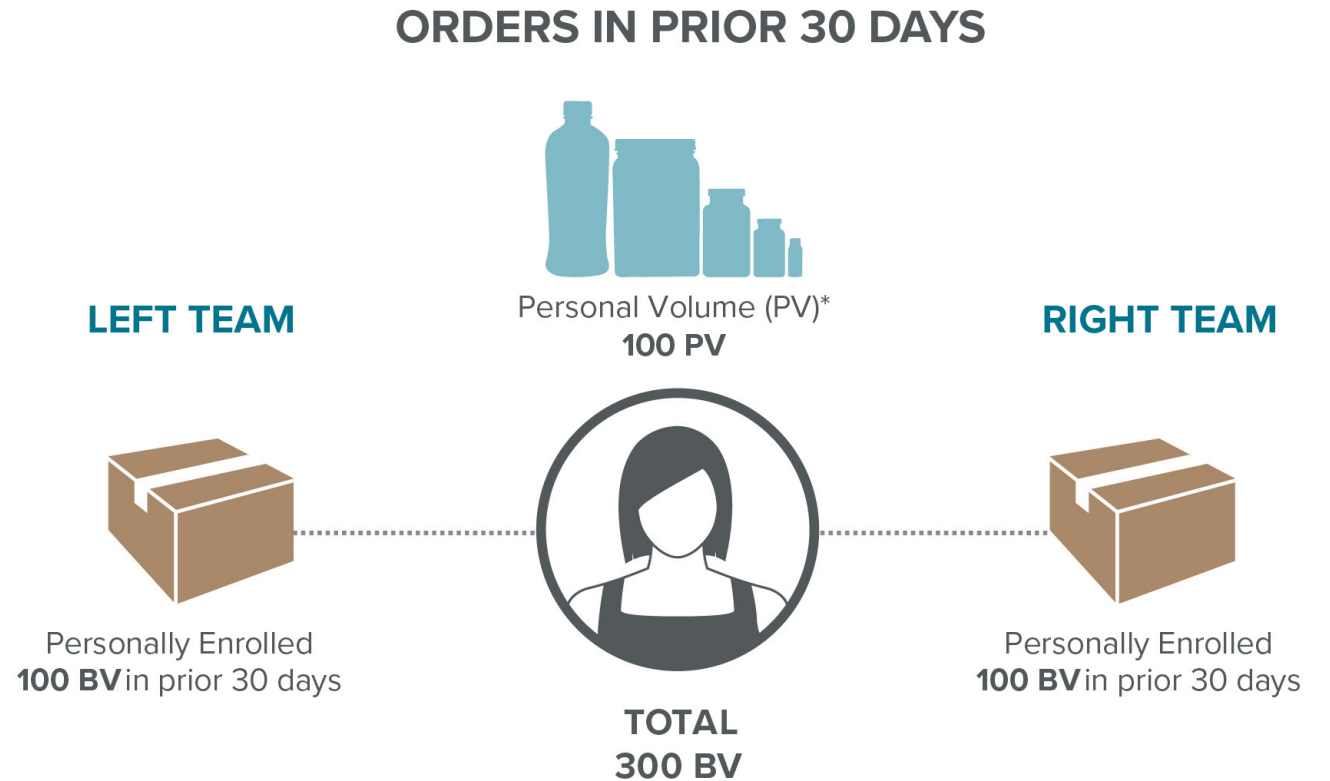 ORDERS IN PRIOR 30 DAYS
Personal Volume (PV)*
100 PV
LEFT TEAM
RIGHT TEAM
Personally Enrolled
100 BV in prior 30 days
Personally Enrolled
100 BV in prior 30 days
TOTAL
300 BV